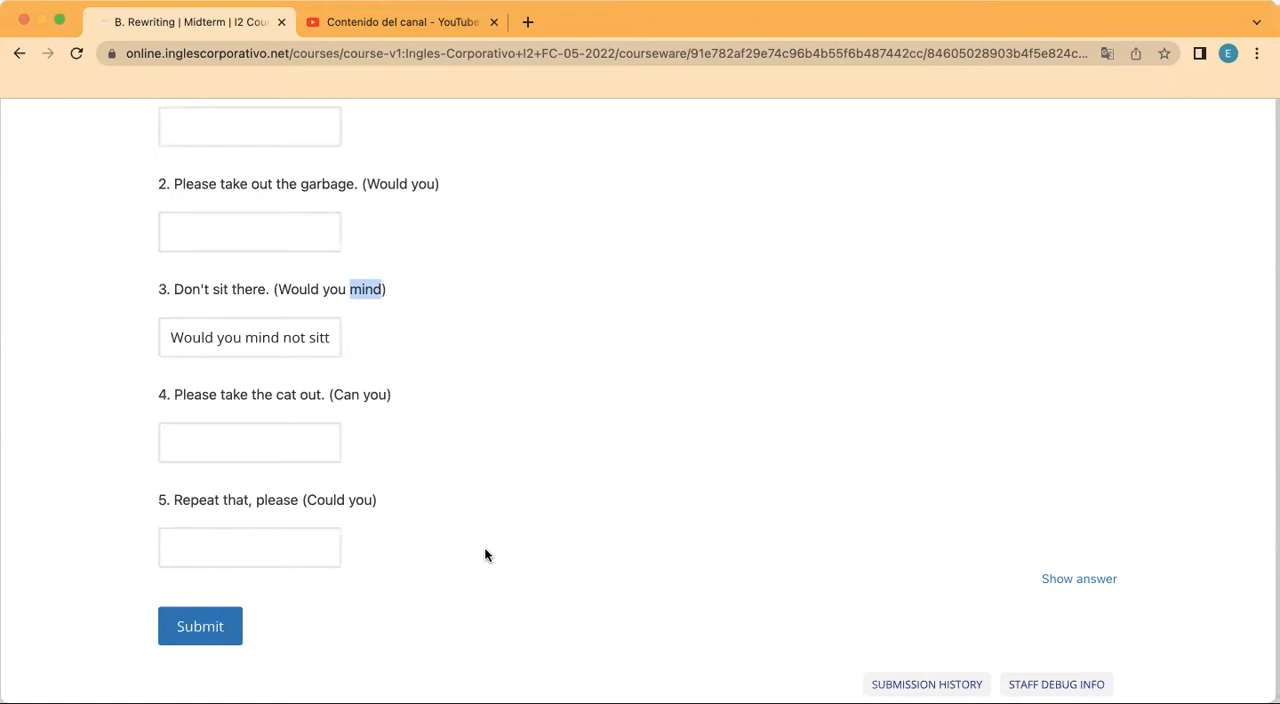 B. Rewriting | Midterm | I2 Cour
Contenido del canal - YouTube
online.inglescorporativo.net/courses/course-v1:Ingles-Corporativo+I2+FC-05-2022/courseware/91e782af29e74c96b4b55f6b487442cc/84605028903b4f5e824c...
E
2. Please take out the garbage. (Would you)
3. Don't sit there. (Would you mind)
Would you mind not sitt
4. Please take the cat out. (Can you)
5. Repeat that, please (Could you)
Show answer
Submit
SUBMISSION HISTORY
STAFF DEBUG INFO